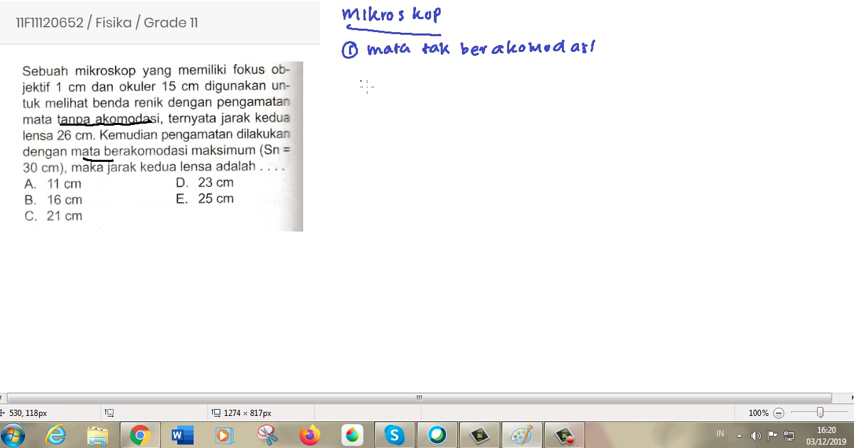 11F11120652 / Fisika / Grade 11
Mikroskop
① mata tak berakomodasi
Sebuah mikroskop yang memiliki fokus ob-
jektif 1 cm dan okuler 15 cm digunakan un-
tuk melihat benda renik dengan pengamatan
mata tanpa akomodasi, ternyata jarak kedua
lensa 26 cm. Kemudian pengamatan dilakukan
dengan mata berakomodasi maksimum (Sn =
30 cm), maka jarak kedua lensa adalah . . . .
A. 11 cm D. 23 cm
B. 16 cm E. 25 cm
C. 21 cm
530, 118px 1274 × 817px 100%
IN 16:20
03/12/2019